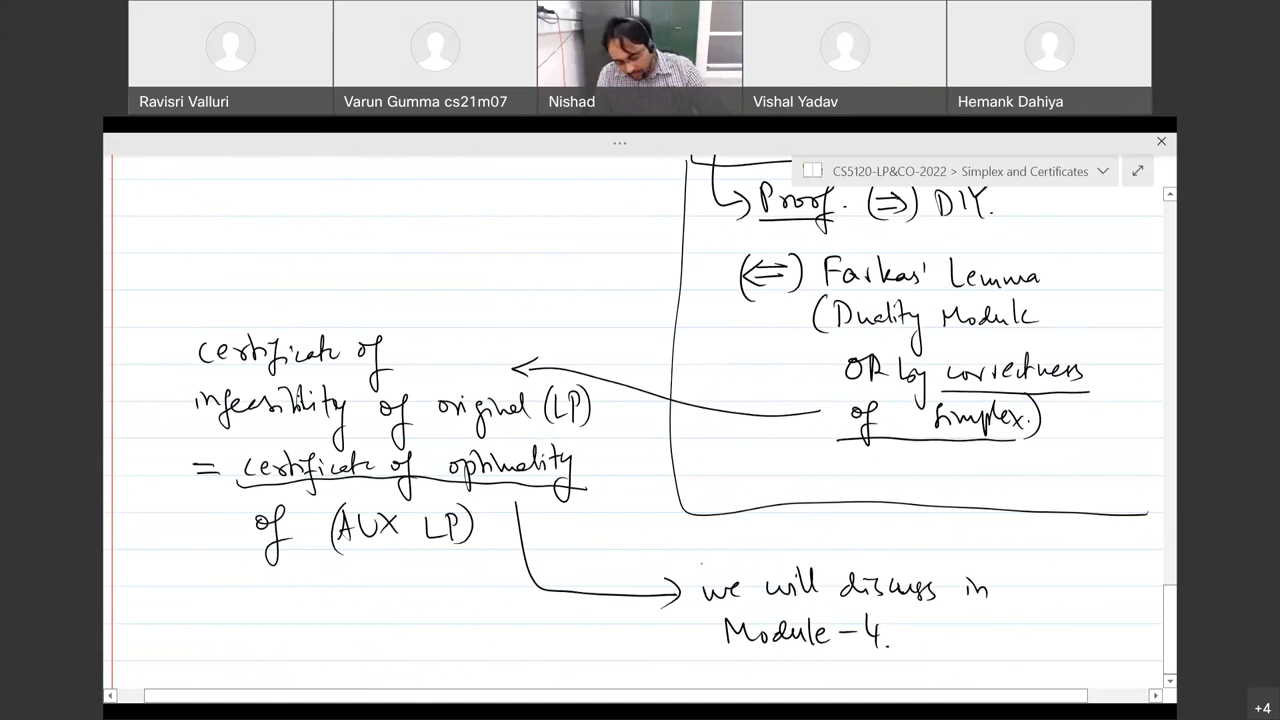 Ravisri Valluri
Varun Gumma cs21m07
Nishad
Vishal Yadav
Hemank Dahiya
CS5120-LP&CO-2022 > Simplex and Certificates
Proof. (⇒) DIY.
(⇐) Farkas' Lemma
(Duality Module
OR by correctness
of simplex.)
certificate of
infeasibility of original (LP)
= certificate of optimality
of (AUX LP)
we will discuss in
Module - 4.
+4